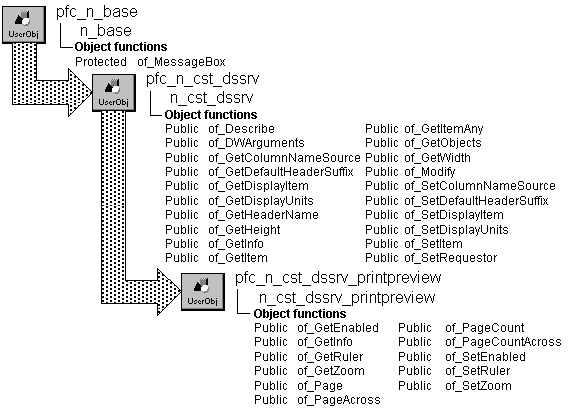 pfc_n_base
n_base
UserObj
Object functions
Protected of_MessageBox
pfc_n_cst_dssrv
n_cst_dssrv
UserObj
Object functions
Public of_Describe Public of_GetItemAny
Public of_DWArguments Public of_GetObjects
Public of_GetColumnNameSource Public of_GetWidth
Public of_GetDefaultHeaderSuffix Public of_Modify
Public of_GetDisplayItem Public of_SetColumnNameSource
Public of_GetDisplayUnits Public of_SetDefaultHeaderSuffix
Public of_GetHeaderName Public of_SetDisplayItem
Public of_GetHeight Public of_SetDisplayUnits
Public of_GetInfo Public of_SetItem
Public of_GetItem Public of_SetRequestor
pfc_n_cst_dssrv_printpreview
n_cst_dssrv_printpreview
UserObj
Object functions
Public of_GetEnabled Public of_PageCount
Public of_GetInfo Public of_PageCountAcross
Public of_GetRuler Public of_SetEnabled
Public of_GetZoom Public of_SetRuler
Public of_Page Public of_SetZoom
Public of_PageAcross